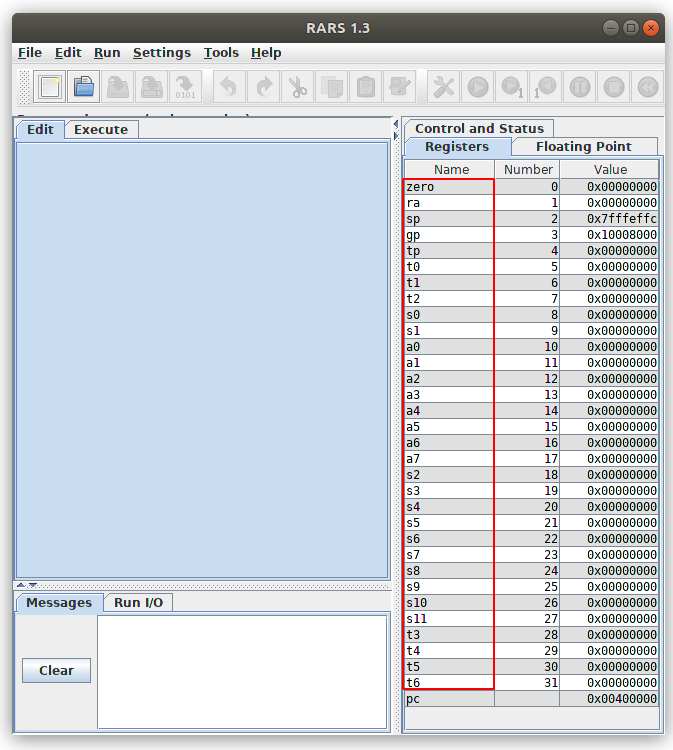 RARS 1.3
File Edit Run Settings Tools Help
0101 1 1
Edit Execute
Control and Status
Registers Floating Point
Name Number Value
zero 0 0x00000000
ra 1 0x00000000
sp 2 0x7fffeffc
gp 3 0x10008000
tp 4 0x00000000
t0 5 0x00000000
t1 6 0x00000000
t2 7 0x00000000
s0 8 0x00000000
s1 9 0x00000000
a0 10 0x00000000
a1 11 0x00000000
a2 12 0x00000000
a3 13 0x00000000
a4 14 0x00000000
a5 15 0x00000000
a6 16 0x00000000
a7 17 0x00000000
s2 18 0x00000000
s3 19 0x00000000
s4 20 0x00000000
s5 21 0x00000000
s6 22 0x00000000
s7 23 0x00000000
s8 24 0x00000000
s9 25 0x00000000
s10 26 0x00000000
s11 27 0x00000000
t3 28 0x00000000
t4 29 0x00000000
t5 30 0x00000000
t6 31 0x00000000
pc 0x00400000
Messages Run I/O
Clear